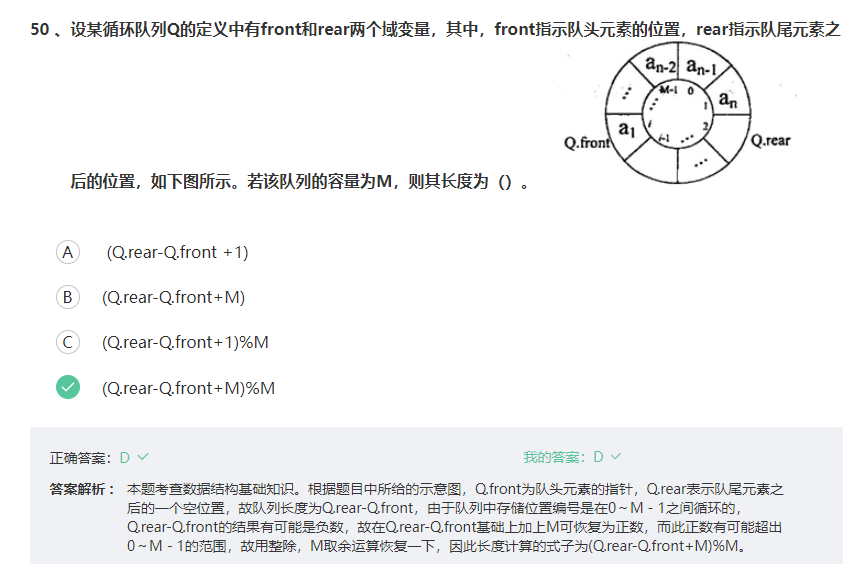 50 、设某循环队列Q的定义中有front和rear两个域变量，其中，front指示队头元素的位置，rear指示队尾元素之
an-2 an-1
⋮ M-1 0 an
⋮ 1
a1 i 2
i-1 ⋯
Q.front Q.rear
⋯
后的位置，如下图所示。若该队列的容量为M，则其长度为（）。
A (Q.rear-Q.front +1)
B (Q.rear-Q.front+M)
C (Q.rear-Q.front+1)%M
(Q.rear-Q.front+M)%M
正确答案：D 我的答案：D
答案解析： 本题考查数据结构基础知识。根据题目中所给的示意图，Q.front为队头元素的指针，Q.rear表示队尾元素之
后的一个空位置，故队列长度为Q.rear-Q.front，由于队列中存储位置编号是在0～M - 1之间循环的，
Q.rear-Q.front的结果有可能是负数，故在Q.rear-Q.front基础上加上M可恢复为正数，而此正数有可能超出
0～M - 1的范围，故用整除，M取余运算恢复一下，因此长度计算的式子为(Q.rear-Q.front+M)%M。